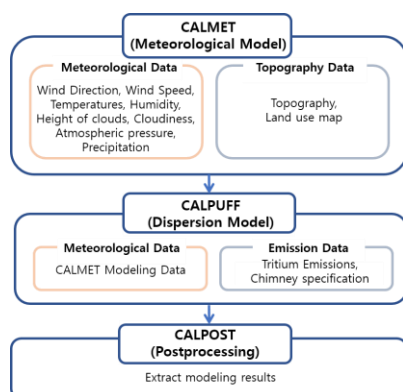 CALMET
(Meteorological Model)
Meteorological Data
Wind Direction, Wind Speed,
Temperatures, Humidity,
Height of clouds, Cloudiness,
Atmospheric pressure,
Precipitation
Topography Data
Topography,
Land use map
CALPUFF
(Dispersion Model)
Meteorological Data
CALMET Modeling Data
Emission Data
Tritium Emissions,
Chimney specification
CALPOST
(Postprocessing)
Extract modeling results